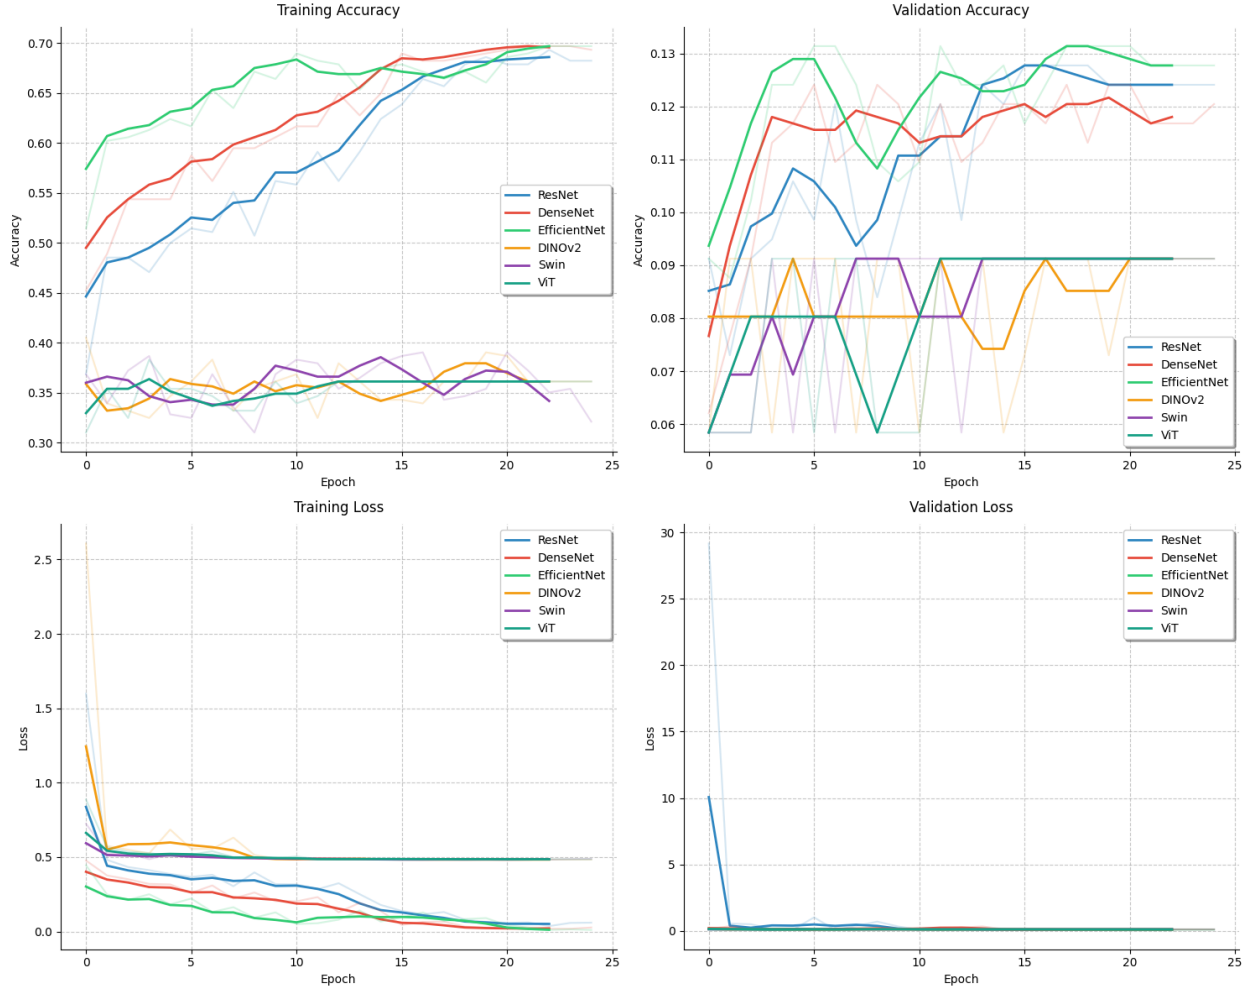 Training Accuracy
Accuracy
0.70
0.65
0.60
0.55
0.50
0.45
0.40
0.35
0.30
0 5 10 15 20 25
Epoch
ResNet
DenseNet
EfficientNet
DINOv2
Swin
ViT
Validation Accuracy
Accuracy
0.13
0.12
0.11
0.10
0.09
0.08
0.07
0.06
0 5 10 15 20 25
Epoch
ResNet
DenseNet
EfficientNet
DINOv2
Swin
ViT
Training Loss
Loss
2.5
2.0
1.5
1.0
0.5
0.0
0 5 10 15 20 25
Epoch
ResNet
DenseNet
EfficientNet
DINOv2
Swin
ViT
Validation Loss
Loss
30
25
20
15
10
5
0
0 5 10 15 20 25
Epoch
ResNet
DenseNet
EfficientNet
DINOv2
Swin
ViT